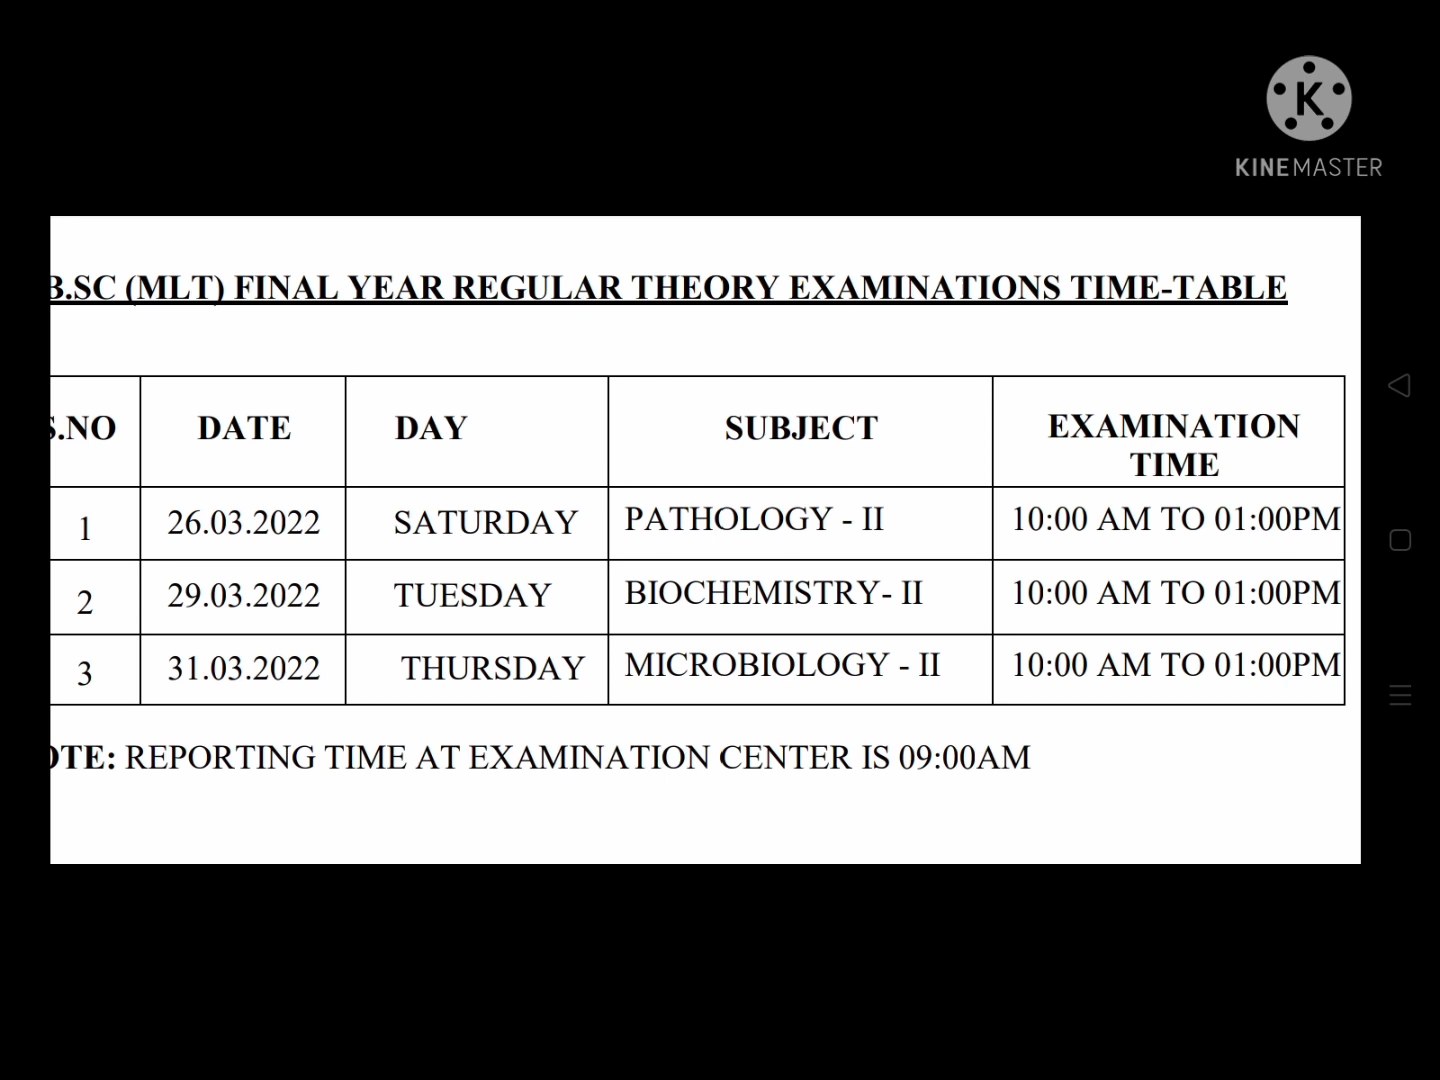 KINEMASTER
B.SC (MLT) FINAL YEAR REGULAR THEORY EXAMINATIONS TIME-TABLE
S.NO DATE DAY SUBJECT EXAMINATION
TIME
1 26.03.2022 SATURDAY PATHOLOGY - II 10:00 AM TO 01:00PM
2 29.03.2022 TUESDAY BIOCHEMISTRY- II 10:00 AM TO 01:00PM
3 31.03.2022 THURSDAY MICROBIOLOGY - II 10:00 AM TO 01:00PM
OTE: REPORTING TIME AT EXAMINATION CENTER IS 09:00AM